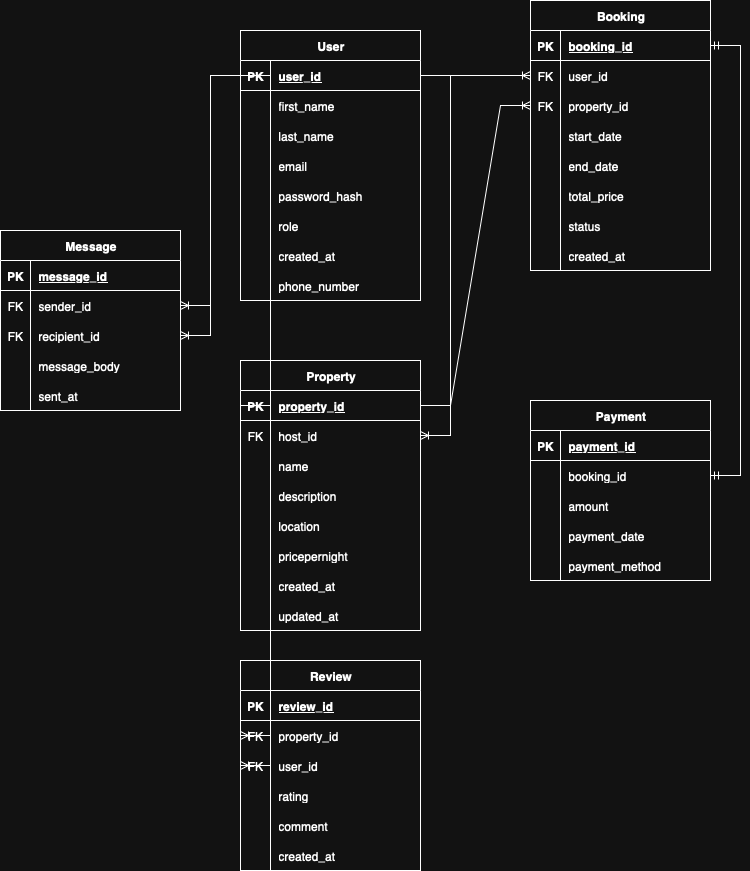 User
PK user_id
first_name
last_name
email
password_hash
role
created_at
phone_number
Booking
PK booking_id
FK user_id
FK property_id
start_date
end_date
total_price
status
created_at
Message
PK message_id
FK sender_id
FK recipient_id
message_body
sent_at
Property
PK property_id
FK host_id
name
description
location
pricepernight
created_at
updated_at
Payment
PK payment_id
booking_id
amount
payment_date
payment_method
Review
PK review_id
FK property_id
FK user_id
rating
comment
created_at